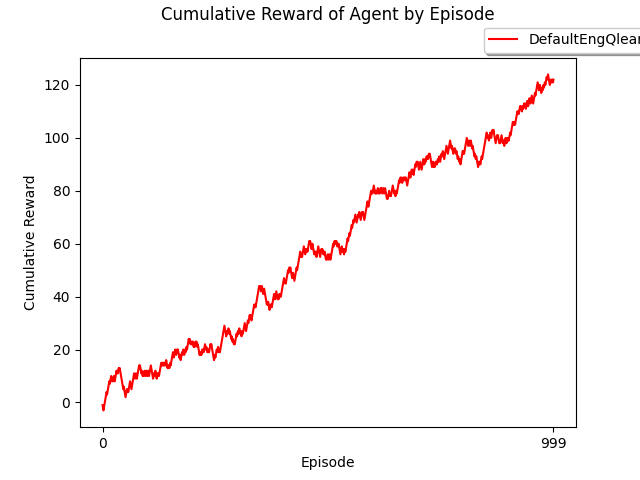 Cumulative Reward of Agent by Episode
DefaultEngQlear
120
100
80
60
40
20
0
Cumulative Reward
0
999
Episode